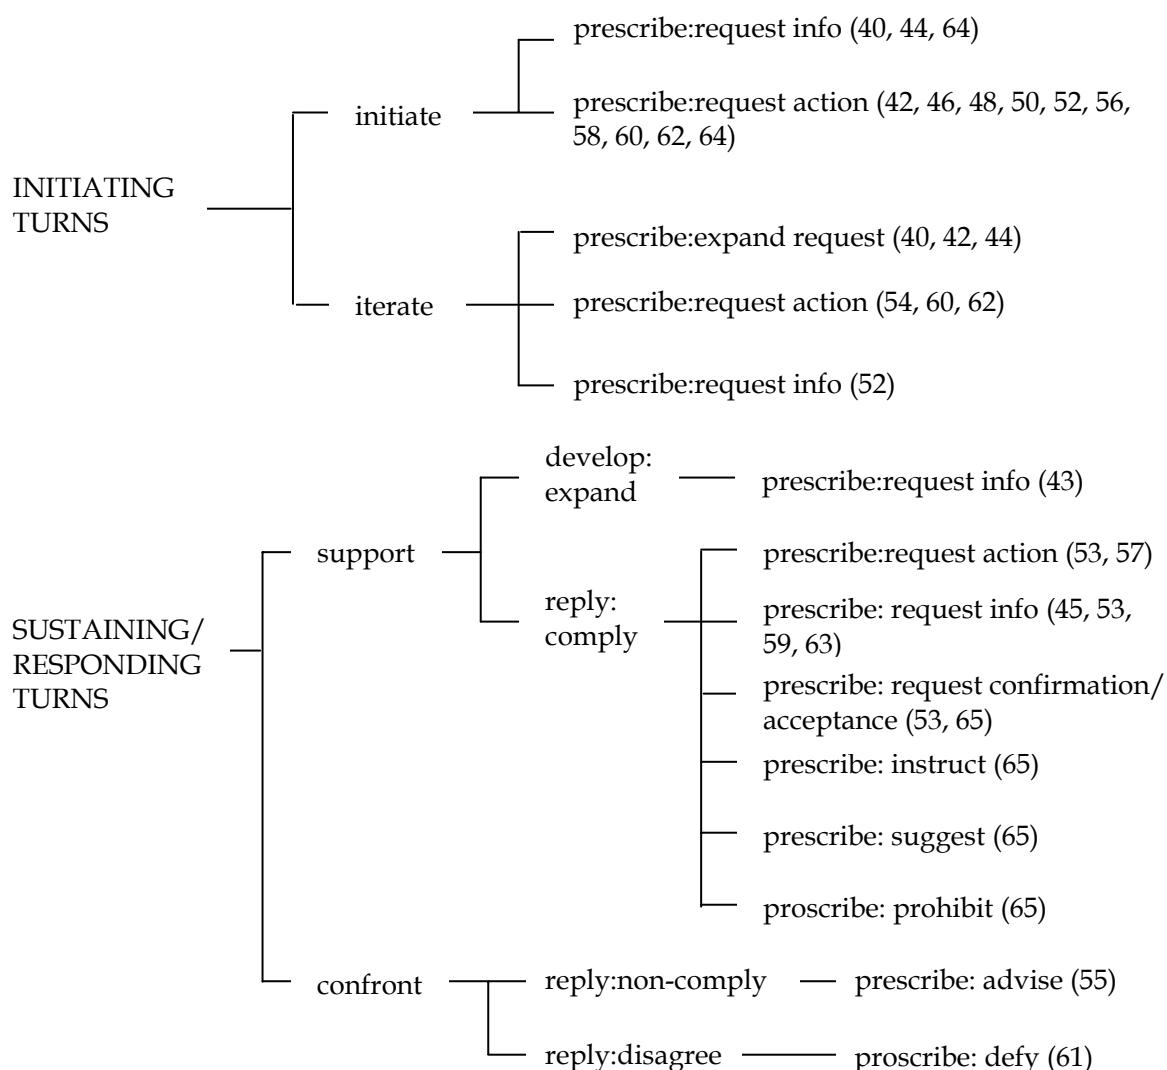 prescribe:request info (40, 44, 64)
initiate
prescribe:request action (42, 46, 48, 50, 52, 56,
58, 60, 62, 64)
INITIATING
TURNS
prescribe:expand request (40, 42, 44)
iterate
prescribe:request action (54, 60, 62)
prescribe:request info (52)
develop:
expand
prescribe:request info (43)
support
prescribe:request action (53, 57)
reply:
comply
prescribe: request info (45, 53,
59, 63)
SUSTAINING/
RESPONDING
TURNS
prescribe: request confirmation/
acceptance (53, 65)
prescribe: instruct (65)
prescribe: suggest (65)
proscribe: prohibit (65)
confront
reply:non-comply
prescribe: advise (55)
reply:disagree
proscribe: defy (61)